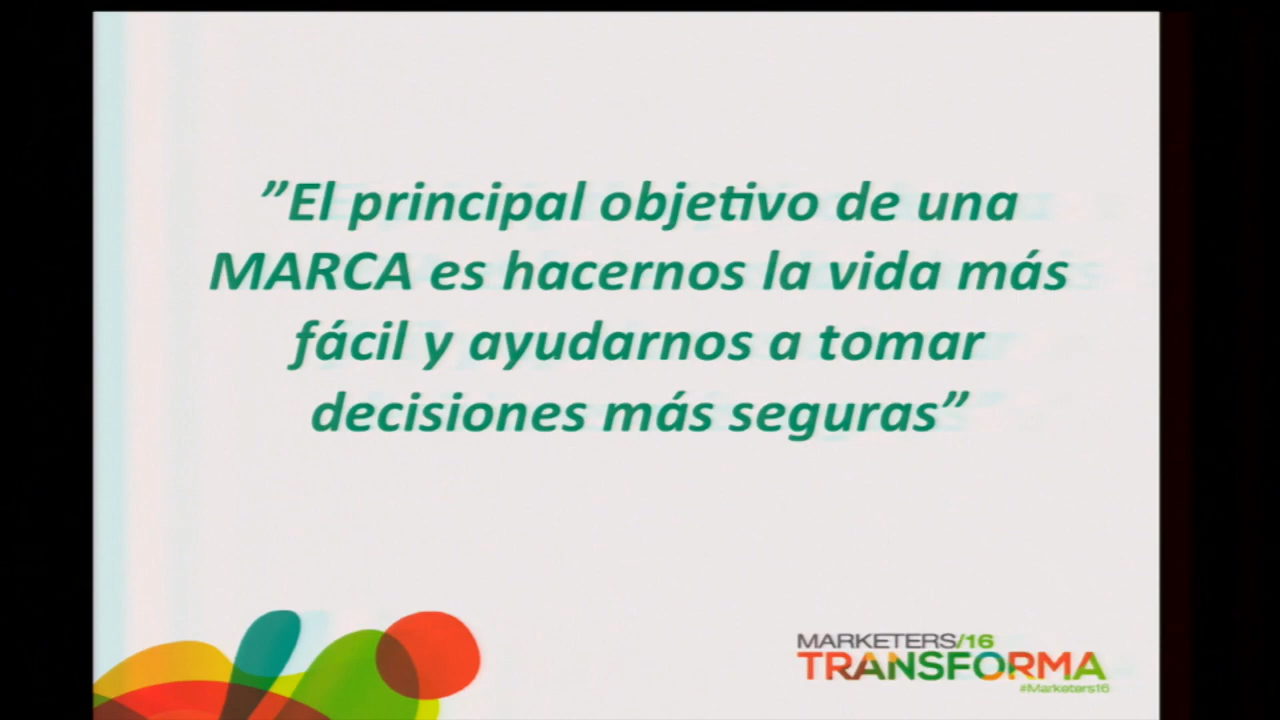 ”El principal objetivo de una
MARCA es hacernos la vida más
fácil y ayudarnos a tomar
decisiones más seguras”
MARKETERS/16
TRANSFORMA
#Marketers16